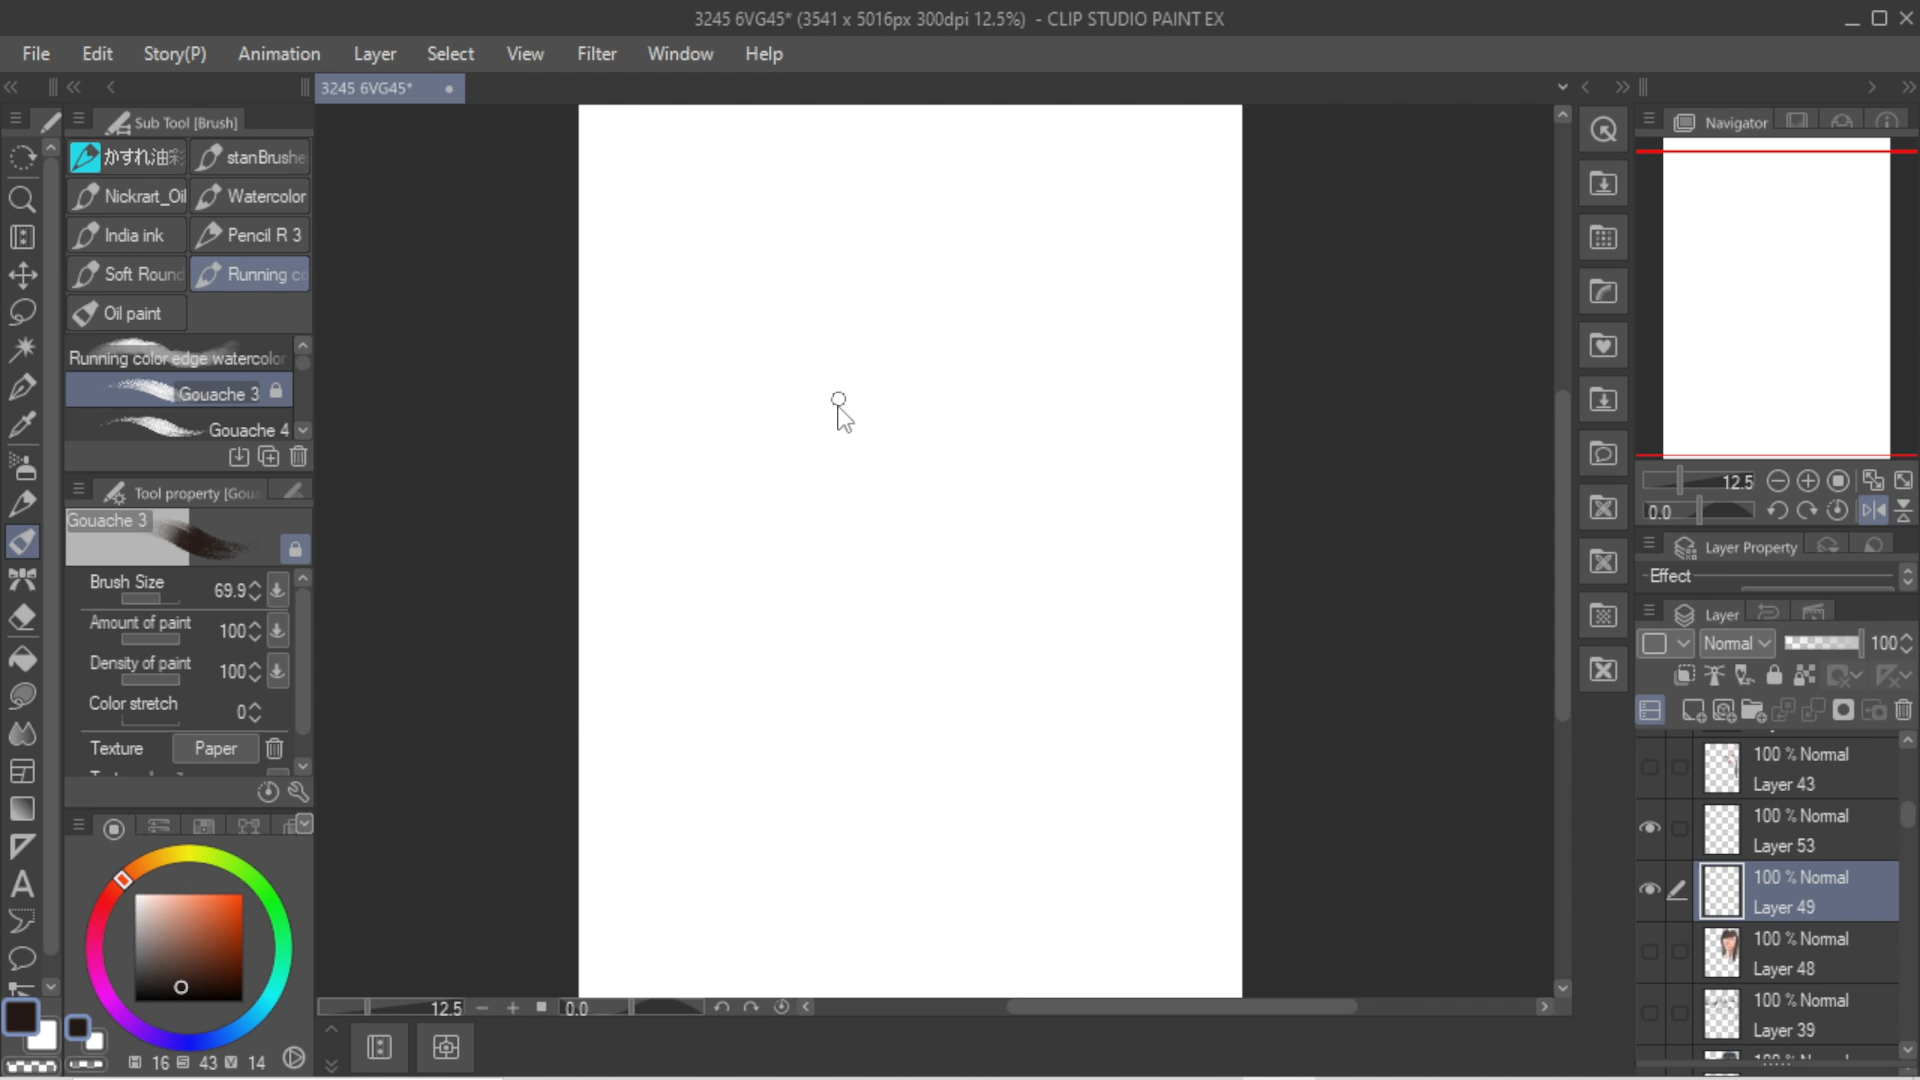 3245 6VG45* (3541 x 5016px 300dpi 12.5%) - CLIP STUDIO PAINT EX
File Edit Story(P) Animation Layer Select View Filter Window Help
3245 6VG45*
Sub Tool [Brush]
かすれ油彩 stanBrushe
Nickrart_Oil Watercolor
India ink Pencil R 3
Soft Round Running co
Oil paint
Running color edge watercolor
Gouache 3
Gouache 4
Tool property [Goua
Gouache 3
Brush Size 69.9
Amount of paint 100
Density of paint 100
Color stretch 0
Texture Paper
H 16 S 43 V 14
12.5 0.0
Navigator
12.5
0.0
Layer Property
Effect
Layer
Normal 100
100 % Normal
Layer 43
100 % Normal
Layer 53
100 % Normal
Layer 49
100 % Normal
Layer 48
100 % Normal
Layer 39